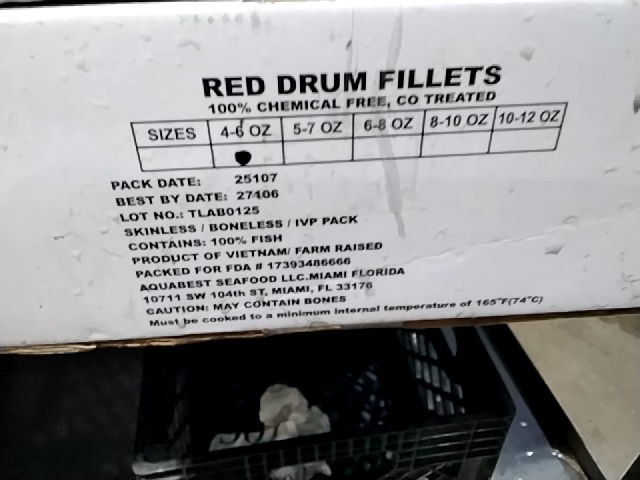 RED DRUM FILLETS
100% CHEMICAL FREE, CO TREATED
SIZES 4-6 OZ 5-7 OZ 6-8 OZ 8-10 OZ 10-12 OZ
PACK DATE: 25107
BEST BY DATE: 27106
LOT NO.: TLAB0125
SKINLESS / BONELESS / IVP PACK
CONTAINS: 100% FISH
PRODUCT OF VIETNAM/ FARM RAISED
PACKED FOR FDA # 17393486666
AQUABEST SEAFOOD LLC.MIAMI FLORIDA
10711 SW 104th ST, MIAMI, FL 33176
CAUTION: MAY CONTAIN BONES
Must be cooked to a minimum internal temperature of 165°F(74°C)